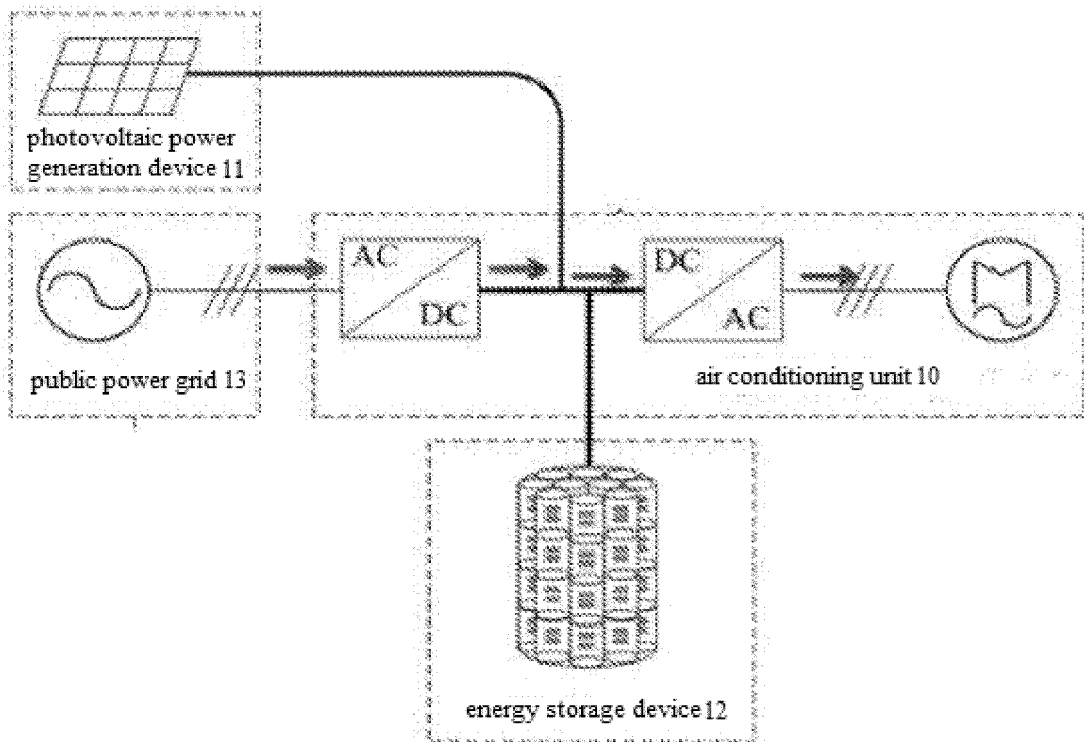 photovoltaic power
generation device 11
AC
DC
DC
AC
public power grid 13
air conditioning unit 10
energy storage device 12